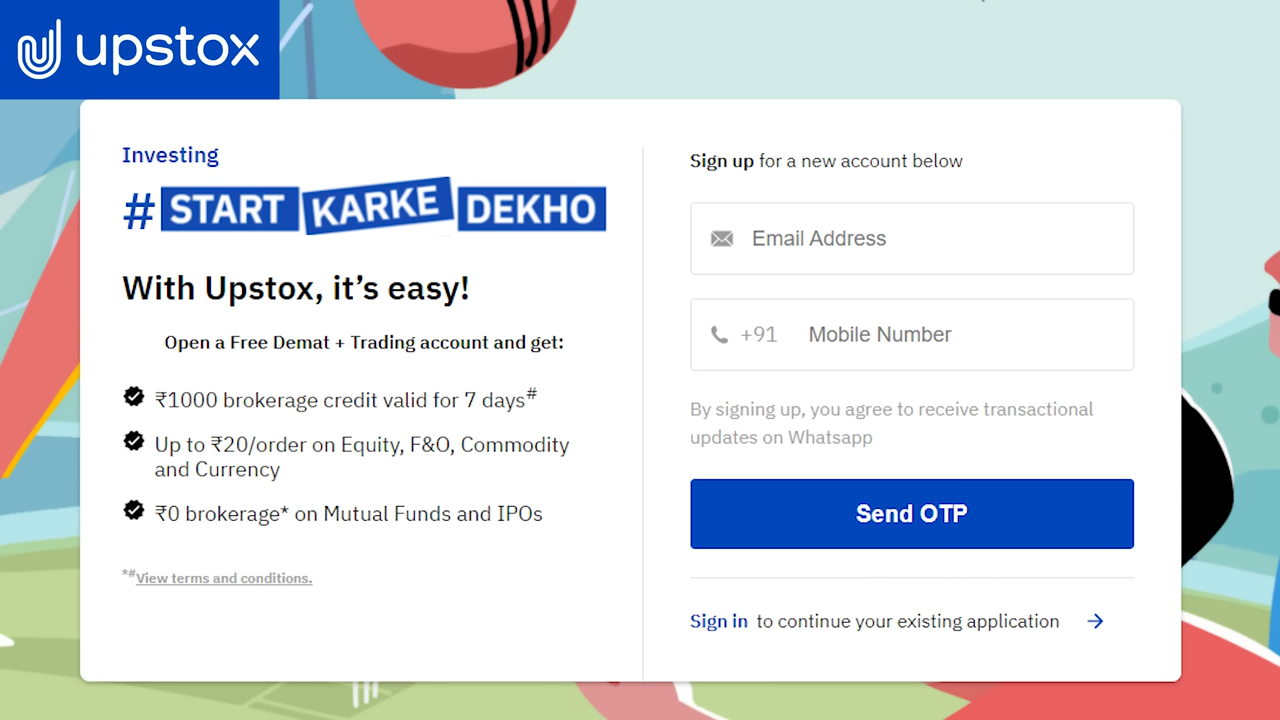 upstox
Investing
# START KARKE DEKHO
With Upstox, it’s easy!
Open a Free Demat + Trading account and get:
₹1000 brokerage credit valid for 7 days#
Up to ₹20/order on Equity, F&O, Commodity
and Currency
₹0 brokerage* on Mutual Funds and IPOs
*#View terms and conditions.
Sign up for a new account below
Email Address
+91 Mobile Number
By signing up, you agree to receive transactional
updates on Whatsapp
Send OTP
Sign in to continue your existing application